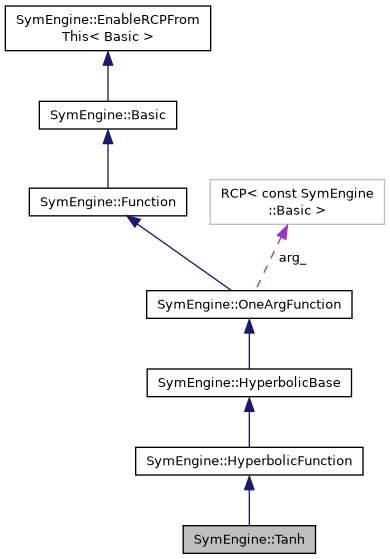 SymEngine::EnableRCPFrom
This< Basic >
SymEngine::Basic
SymEngine::Function
RCP< const SymEngine
::Basic >
arg_
SymEngine::OneArgFunction
SymEngine::HyperbolicBase
SymEngine::HyperbolicFunction
SymEngine::Tanh